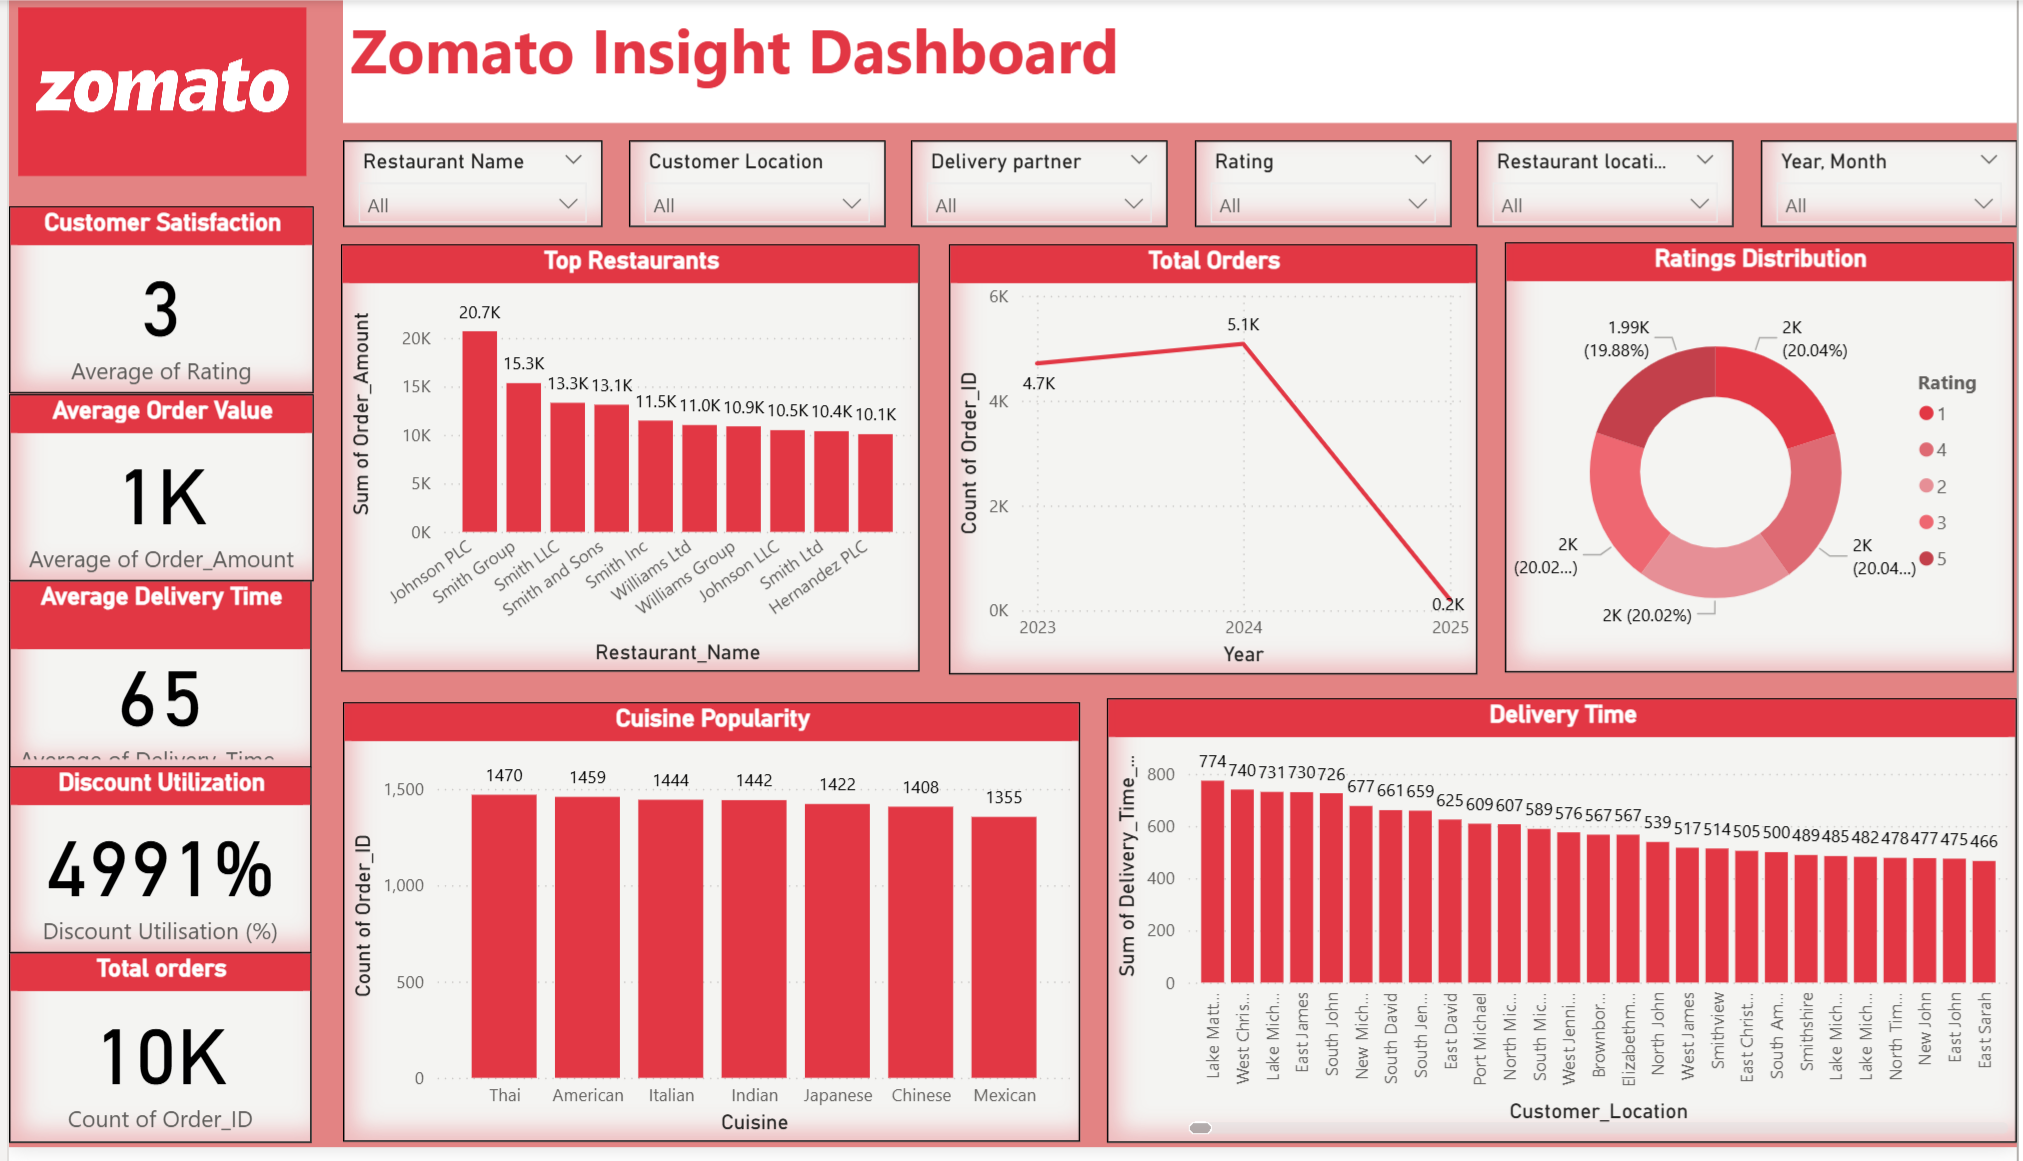 zomato
Zomato Insight Dashboard
Restaurant Name
All
Customer Location
All
Delivery partner
All
Rating
All
Restaurant locati...
All
Year, Month
All
Customer Satisfaction
3
Average of Rating
Average Order Value
1K
Average of Order_Amount
Average Delivery Time
65
Average of Delivery_Time
Discount Utilization
4991%
Discount Utilisation (%)
Total orders
10K
Count of Order_ID
Top Restaurants
Sum of Order_Amount
20K
15K
10K
5K
0K
20.7K
15.3K
13.3K
13.1K
11.5K
11.0K
10.9K
10.5K
10.4K
10.1K
Johnson PLC
Smith Group
Smith LLC
Smith and Sons
Smith Inc
Williams Ltd
Williams Group
Johnson LLC
Smith Ltd
Hernandez PLC
Restaurant_Name
Total Orders
Count of Order_ID
6K
4K
2K
0K
4.7K
5.1K
0.2K
2023
2024
2025
Year
Ratings Distribution
1.99K
(19.88%)
2K
(20.04%)
2K
(20.02...)
2K
(20.04...)
2K (20.02%)
Rating
1
4
2
3
5
Cuisine Popularity
Count of Order_ID
1,500
1,000
500
0
1470
1459
1444
1442
1422
1408
1355
Thai
American
Italian
Indian
Japanese
Chinese
Mexican
Cuisine
Delivery Time
Sum of Delivery_Time_...
800
600
400
200
0
774
740
731
730
726
677
661
659
625
609
607
589
576
567
567
539
517
514
505
500
489
485
482
478
477
475
466
Lake Matt...
West Chris...
Lake Mich...
East James
South John
New Mich...
South David
South Jen...
East David
Port Michael
North Mic...
South Mic...
West Jenni...
Brownbor...
Elizabethm...
North John
West James
Smithview
East Christ...
South Am...
Smithshire
Lake Mich...
Lake Mich...
North Tim...
New John
East John
East Sarah
Customer_Location